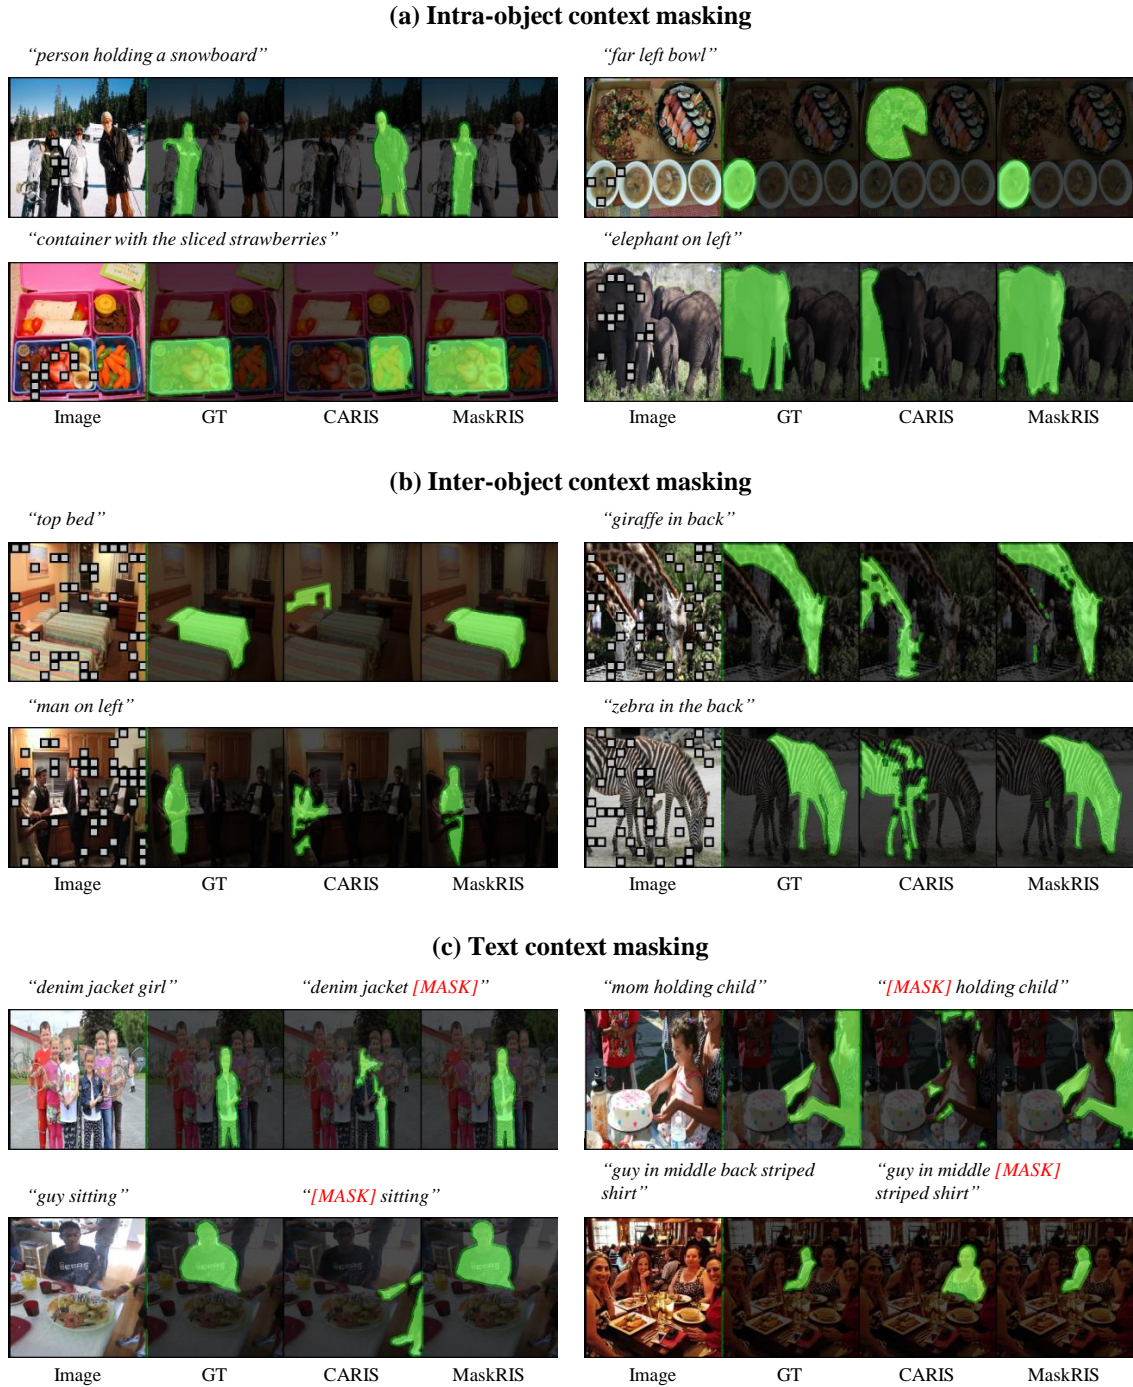 (a) Intra-object context masking
“person holding a snowboard”
“far left bowl”
“container with the sliced strawberries”
“elephant on left”
Image GT CARIS MaskRIS
Image GT CARIS MaskRIS
(b) Inter-object context masking
“top bed”
“giraffe in back”
“man on left”
“zebra in the back”
Image GT CARIS MaskRIS
Image GT CARIS MaskRIS
(c) Text context masking
“denim jacket girl”
“denim jacket [MASK]”
“mom holding child”
“[MASK] holding child”
“guy sitting”
“[MASK] sitting”
“guy in middle back striped
shirt”
“guy in middle [MASK]
striped shirt”
Image GT CARIS MaskRIS
Image GT CARIS MaskRIS